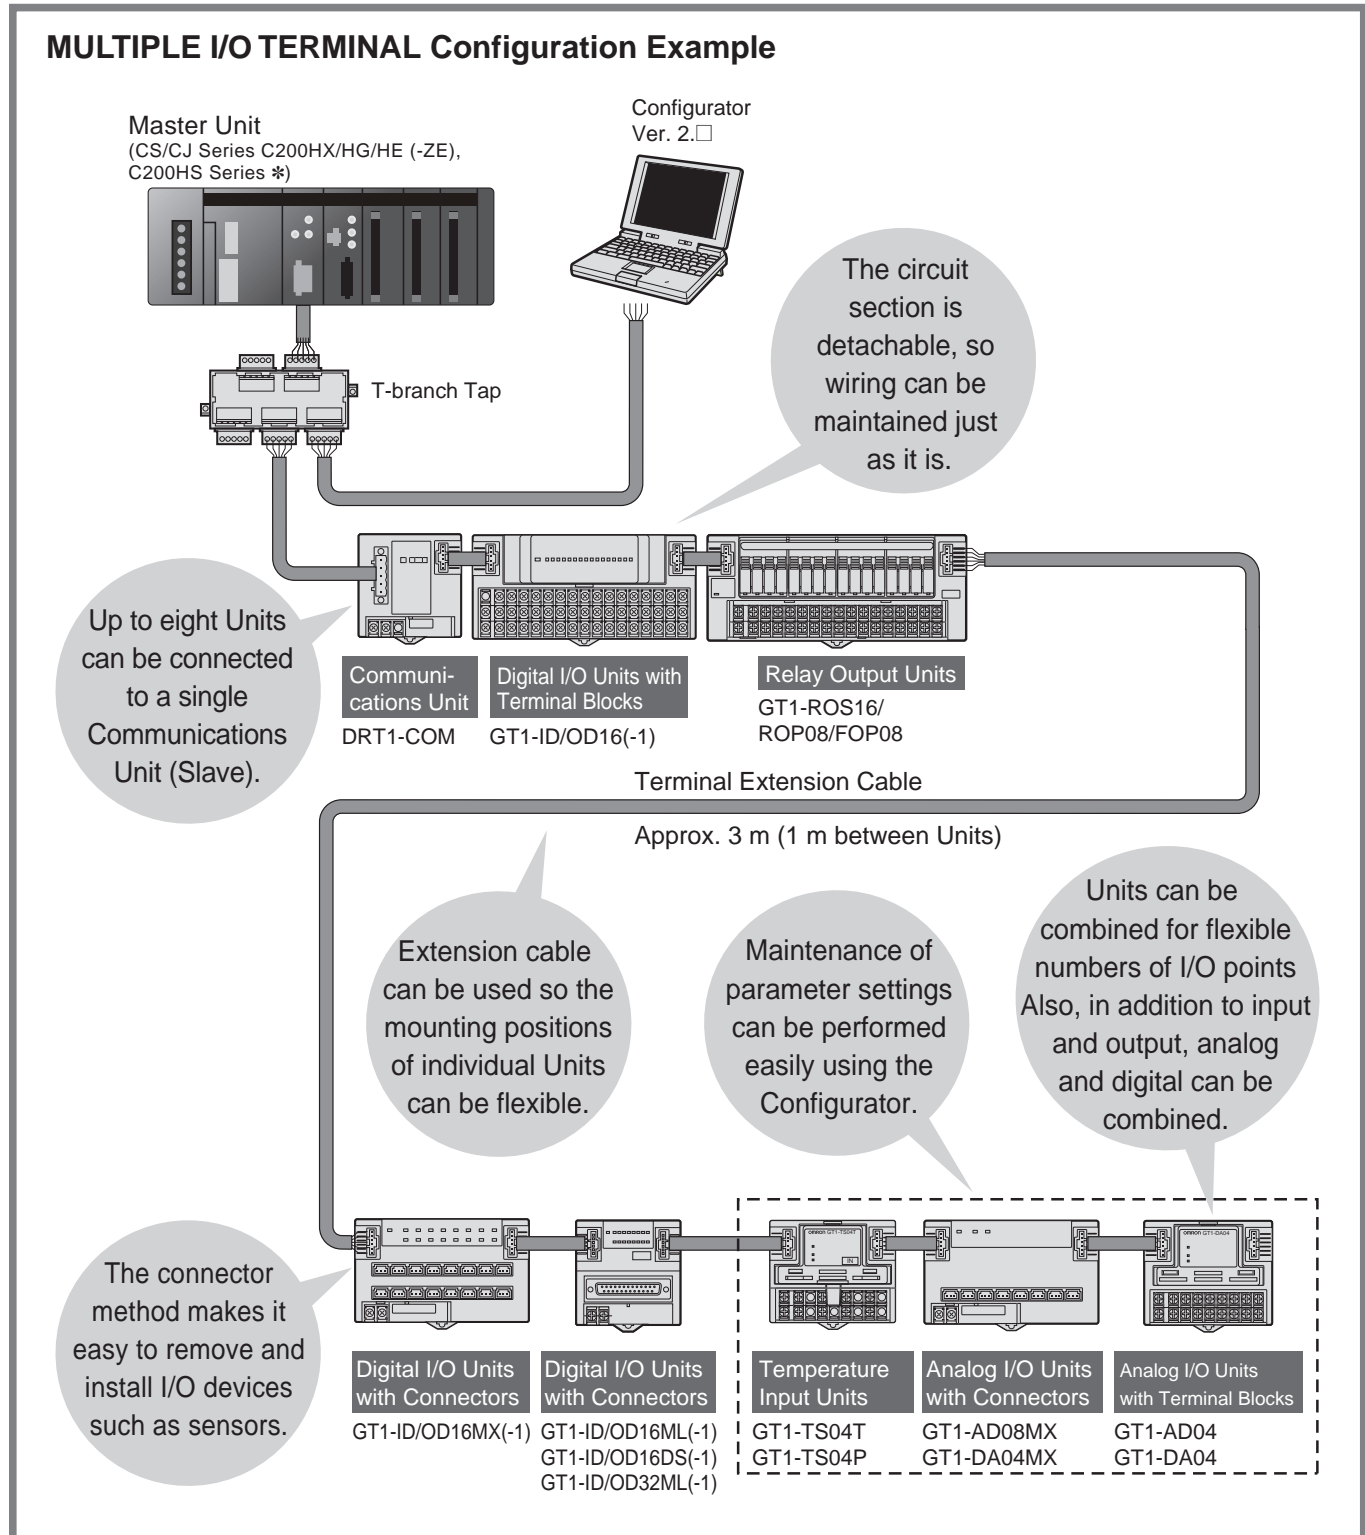 MULTIPLE I/O TERMINAL Configuration Example
Master Unit
(CS/CJ Series C200HX/HG/HE (-ZE),
C200HS Series ✻)
Configurator
Ver. 2.□
The circuit
section is
detachable, so
wiring can be
maintained just
as it is.
T-branch Tap
Up to eight Units
can be connected
to a single
Communications
Unit (Slave).
Communi-
cations Unit
DRT1-COM
Digital I/O Units with
Terminal Blocks
GT1-ID/OD16(-1)
Relay Output Units
GT1-ROS16/
ROP08/FOP08
Terminal Extension Cable
Approx. 3 m (1 m between Units)
Extension cable
can be used so the
mounting positions
of individual Units
can be flexible.
Maintenance of
parameter settings
can be performed
easily using the
Configurator.
Units can be
combined for flexible
numbers of I/O points
Also, in addition to input
and output, analog
and digital can be
combined.
The connector
method makes it
easy to remove and
install I/O devices
such as sensors.
OMRON GT1-TS04T
IN
OMRON GT1-DA04
Digital I/O Units
with Connectors
GT1-ID/OD16MX(-1)
Digital I/O Units
with Connectors
GT1-ID/OD16ML(-1)
GT1-ID/OD16DS(-1)
GT1-ID/OD32ML(-1)
Temperature
Input Units
GT1-TS04T
GT1-TS04P
Analog I/O Units
with Connectors
GT1-AD08MX
GT1-DA04MX
Analog I/O Units
with Terminal Blocks
GT1-AD04
GT1-DA04